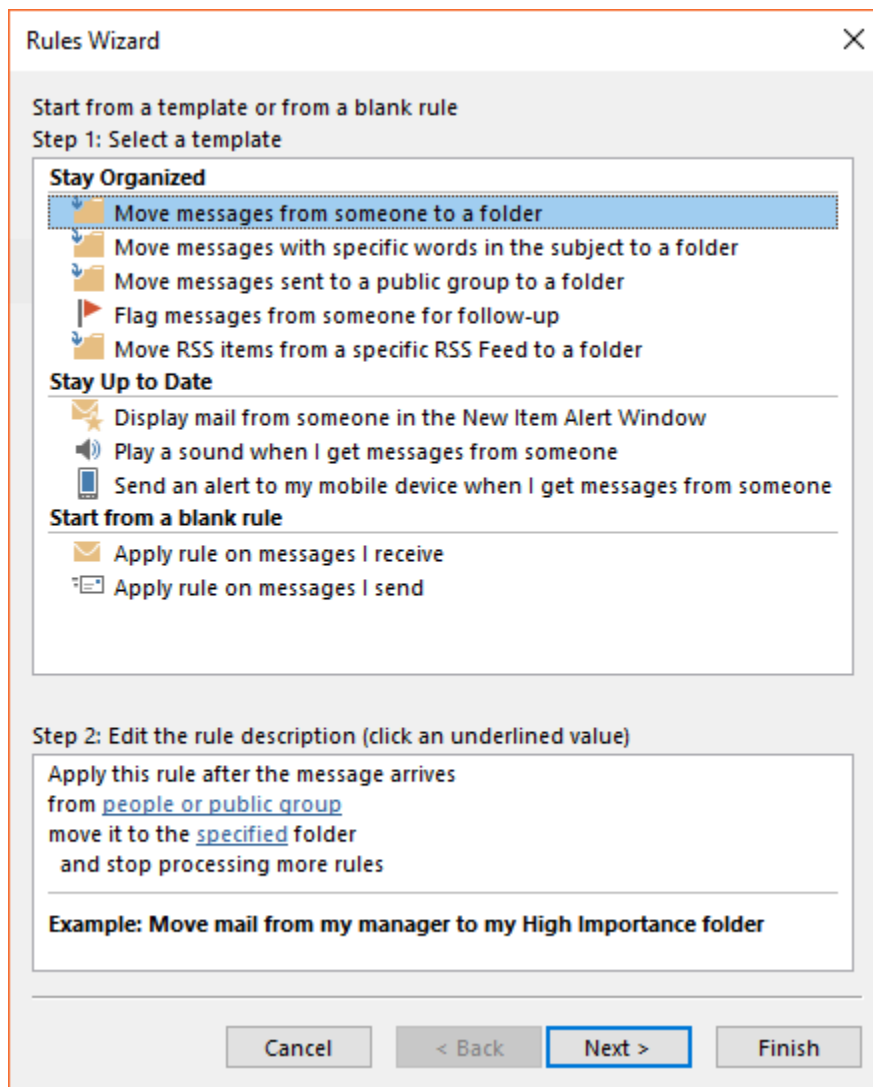 Rules Wizard
Start from a template or from a blank rule
Step 1: Select a template
Stay Organized
Move messages from someone to a folder
Move messages with specific words in the subject to a folder
Move messages sent to a public group to a folder
Flag messages from someone for follow-up
Move RSS items from a specific RSS Feed to a folder
Stay Up to Date
Display mail from someone in the New Item Alert Window
Play a sound when I get messages from someone
Send an alert to my mobile device when I get messages from someone
Start from a blank rule
Apply rule on messages I receive
Apply rule on messages I send
Step 2: Edit the rule description (click an underlined value)
Apply this rule after the message arrives
from people or public group
move it to the specified folder
and stop processing more rules
Example: Move mail from my manager to my High Importance folder
Cancel < Back Next > Finish